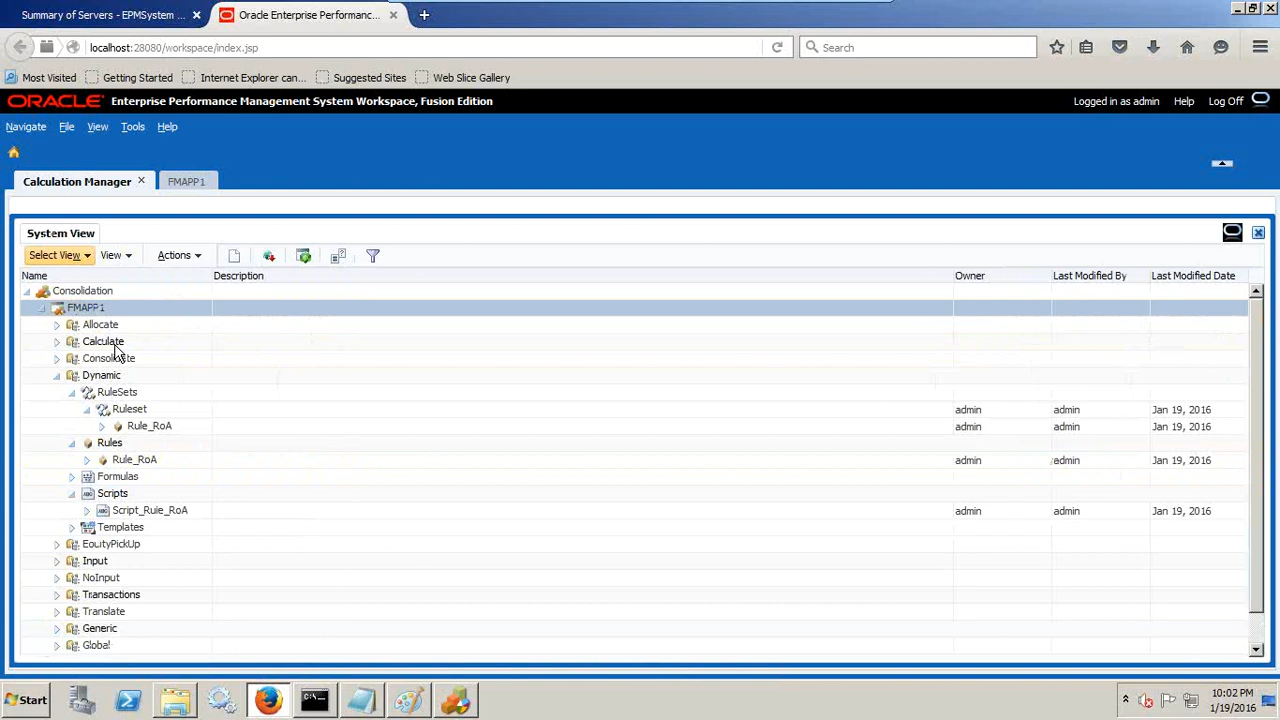 Summary of Servers - EPMSystem ...
Oracle Enterprise Performanc...
localhost:28080/workspace/index.jsp
Search
Most Visited
Getting Started
Internet Explorer can...
Suggested Sites
Web Slice Gallery
ORACLE Enterprise Performance Management System Workspace, Fusion Edition
Logged in as admin Help Log Off
Navigate File View Tools Help
Calculation Manager FMAPP1
System View
Select View View Actions
Name Description Owner Last Modified By Last Modified Date
Consolidation
FMAPP1
Allocate
Calculate
Consolidate
Dynamic
RuleSets
Ruleset admin admin Jan 19, 2016
Rule_RoA admin admin Jan 19, 2016
Rules
Rule_RoA admin admin Jan 19, 2016
Formulas
Scripts
Script_Rule_RoA admin admin Jan 19, 2016
Templates
EquityPickUp
Input
NoInput
Transactions
Translate
Generic
Global
Start
10:02 PM
1/19/2016